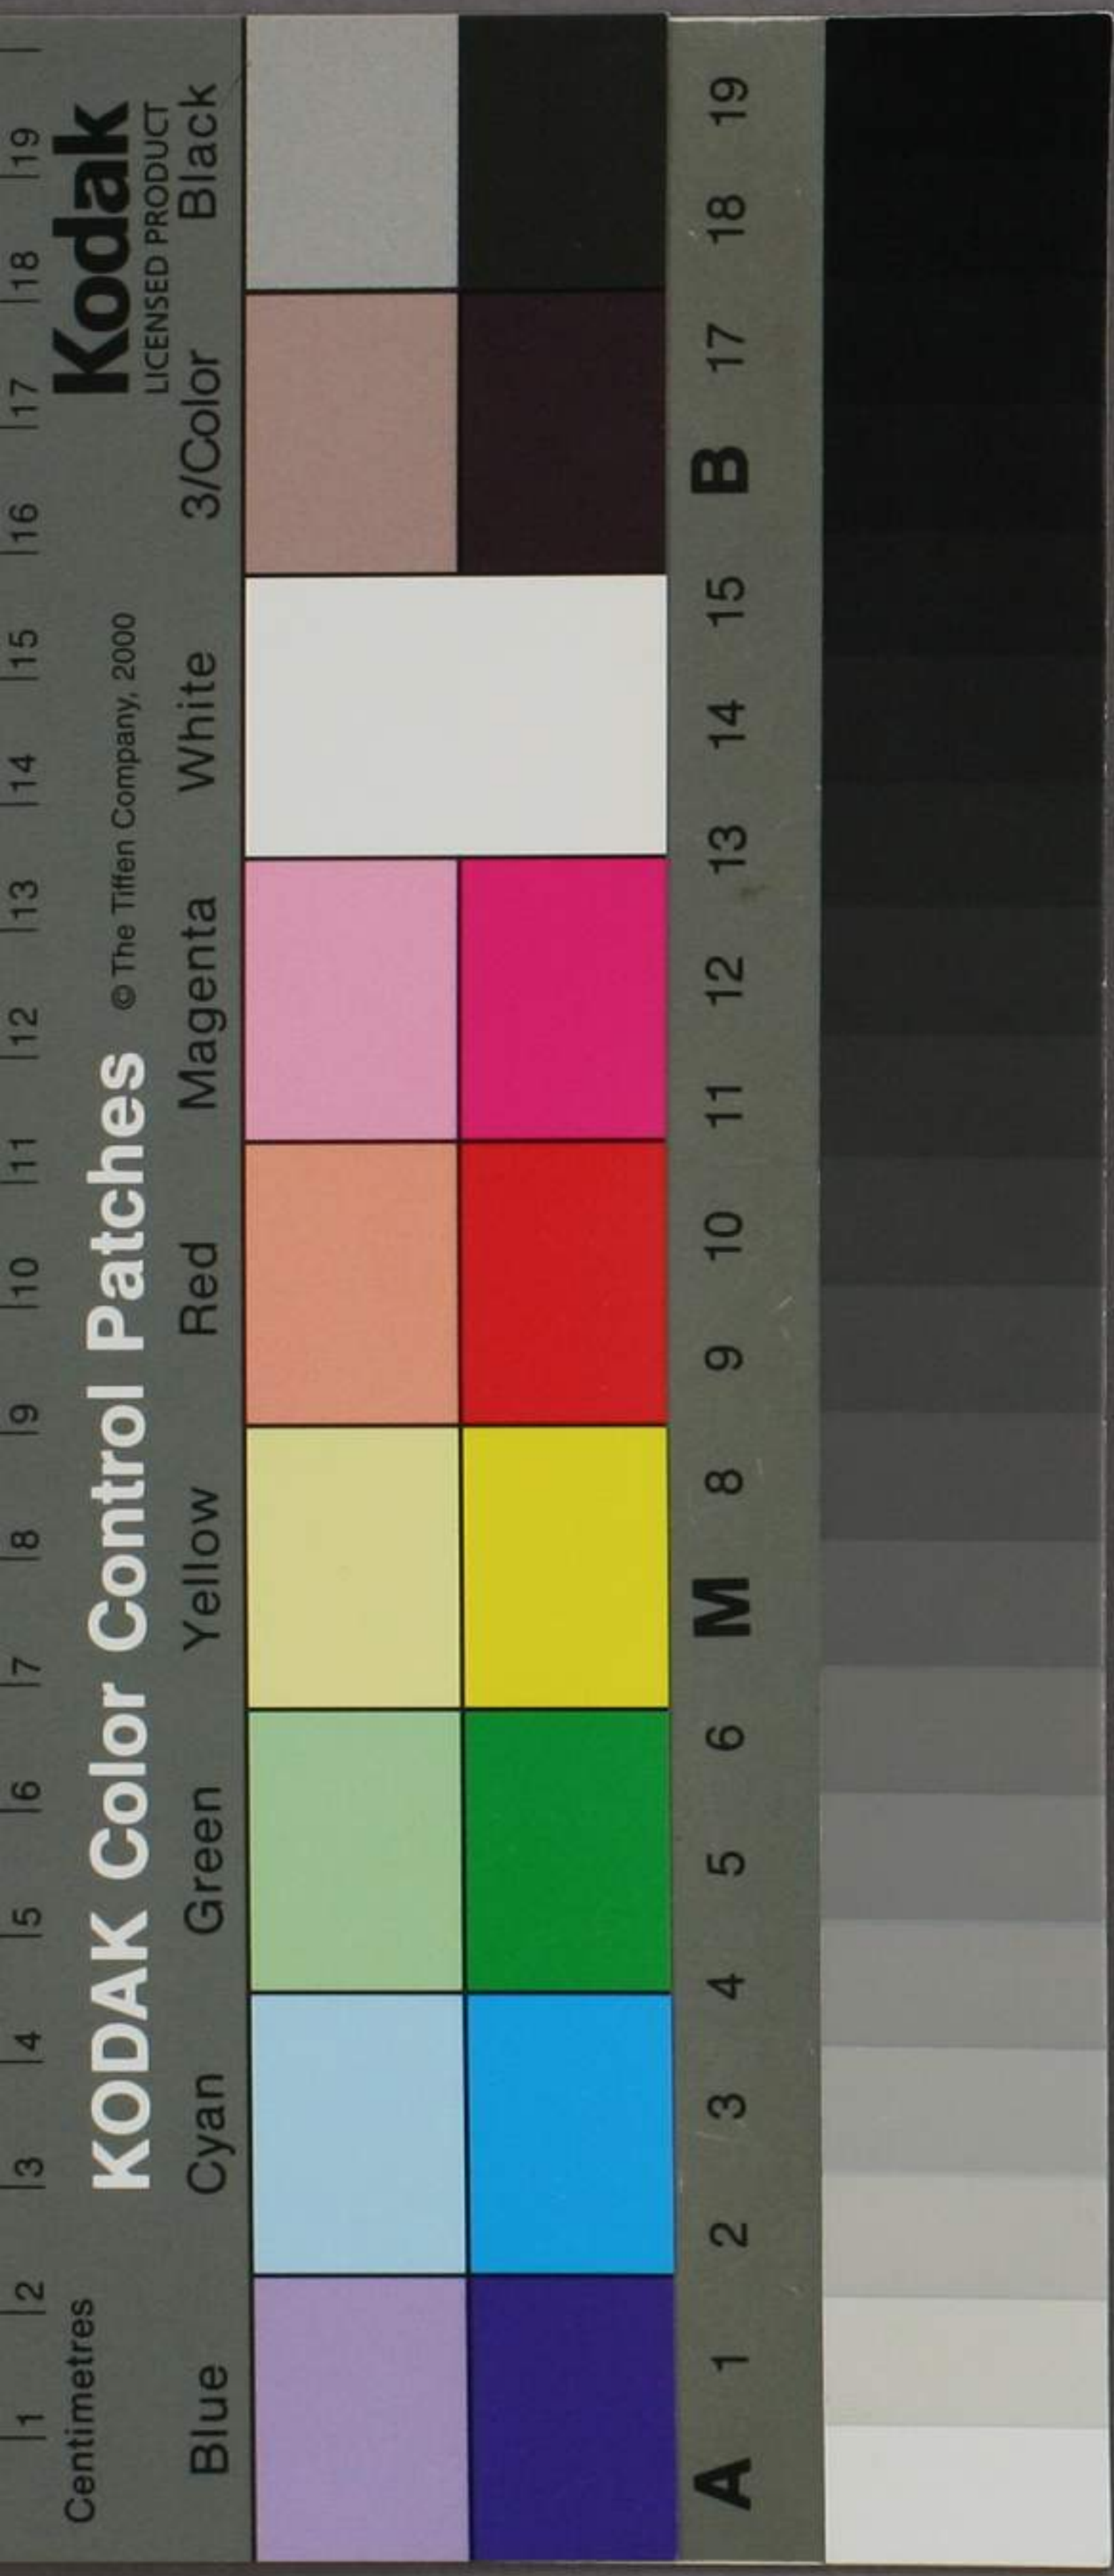 Centimetres
1 2 3 4 5 6 7 8 9 10 11 12 13 14 15 16 17 18 19
KODAK Color Control Patches
© The Tiffen Company, 2000
Kodak
LICENSED PRODUCT
Blue Cyan Green Yellow Red Magenta White 3/Color Black
A 1 2 3 4 5 6 M 8 9 10 11 12 13 14 15 B 17 18 19